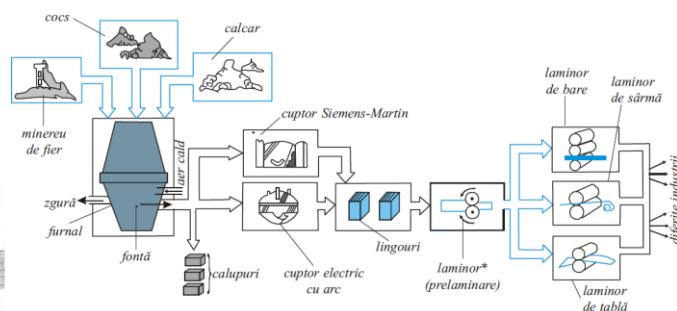 cocs
calcar
minereu
de fier
aer cald
zgură
furnal
fontă
calupuri
cuptor Siemens-Martin
cuptor electric
cu arc
lingouri
laminor*
(prelaminare)
laminor
de bare
laminor
de sârmă
laminor
de tablă
diferite industrii